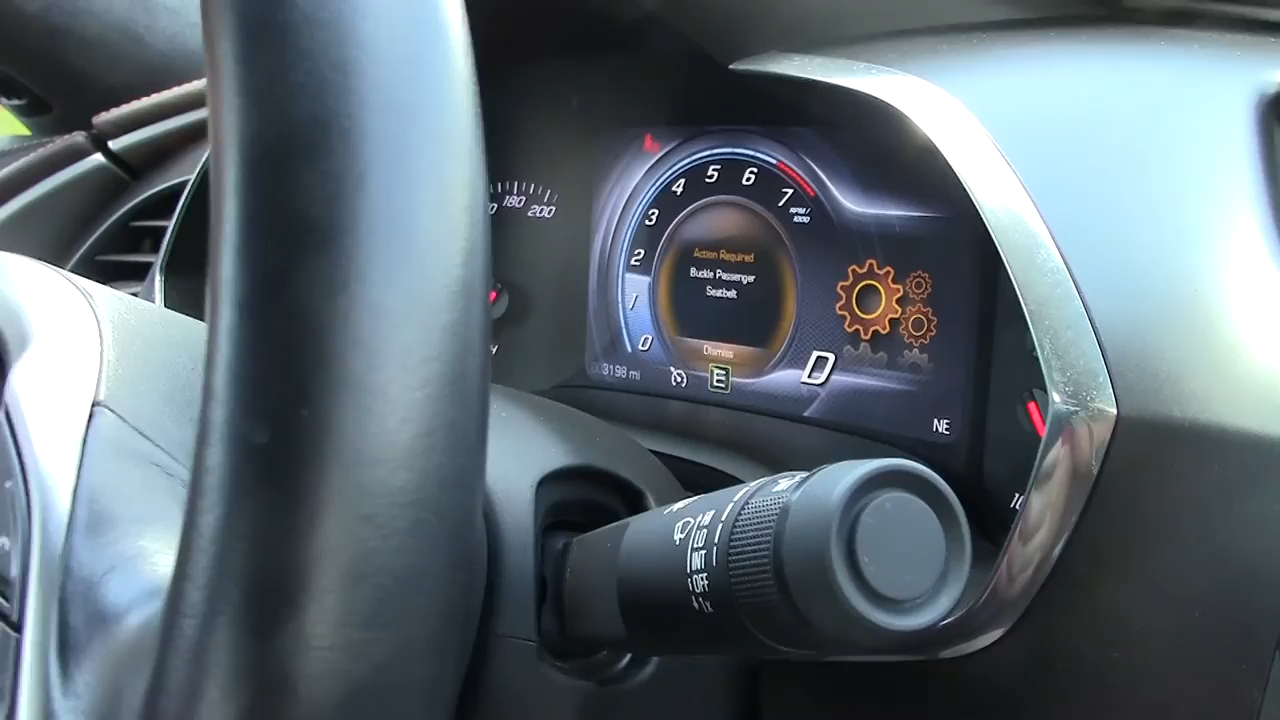 180
200
7
6
5
4
3
2
1
0
RPM/
1000
Action Required
Buckle Passenger
Seatbelt
Dismiss
3198 mi
E
D
NE
HI
LO
INT
OFF
1x